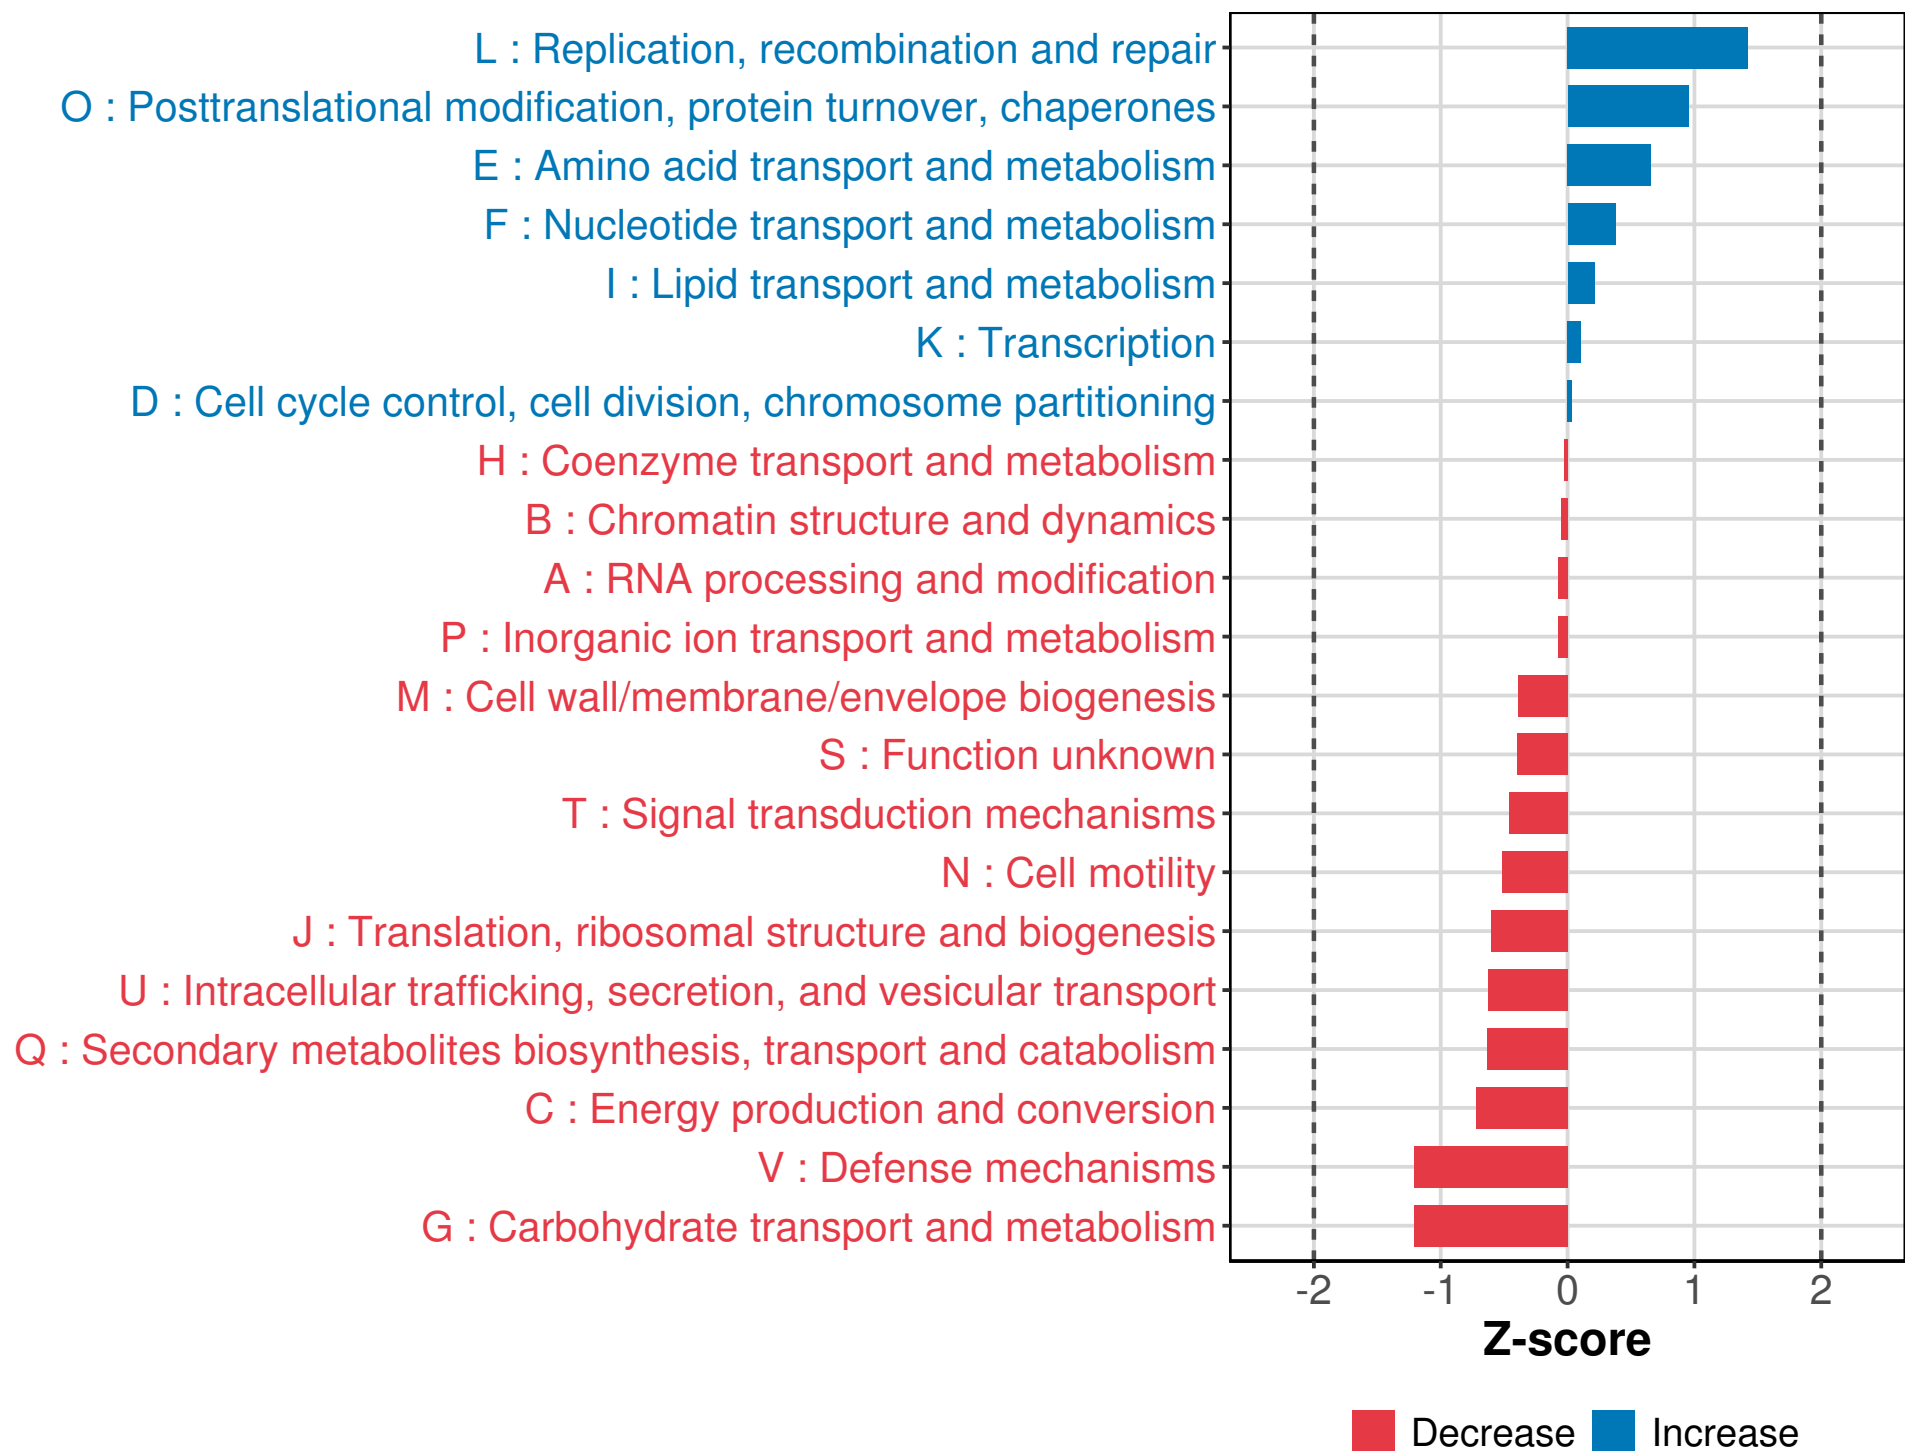 L : Replication, recombination and repair
O : Posttranslational modification, protein turnover, chaperones
E : Amino acid transport and metabolism
F : Nucleotide transport and metabolism
I : Lipid transport and metabolism
K : Transcription
D : Cell cycle control, cell division, chromosome partitioning
H : Coenzyme transport and metabolism
B : Chromatin structure and dynamics
A : RNA processing and modification
P : Inorganic ion transport and metabolism
M : Cell wall/membrane/envelope biogenesis
S : Function unknown
T : Signal transduction mechanisms
N : Cell motility
J : Translation, ribosomal structure and biogenesis
U : Intracellular trafficking, secretion, and vesicular transport
Q : Secondary metabolites biosynthesis, transport and catabolism
C : Energy production and conversion
V : Defense mechanisms
G : Carbohydrate transport and metabolism
-2 -1 0 1 2
Z-score
Decrease Increase